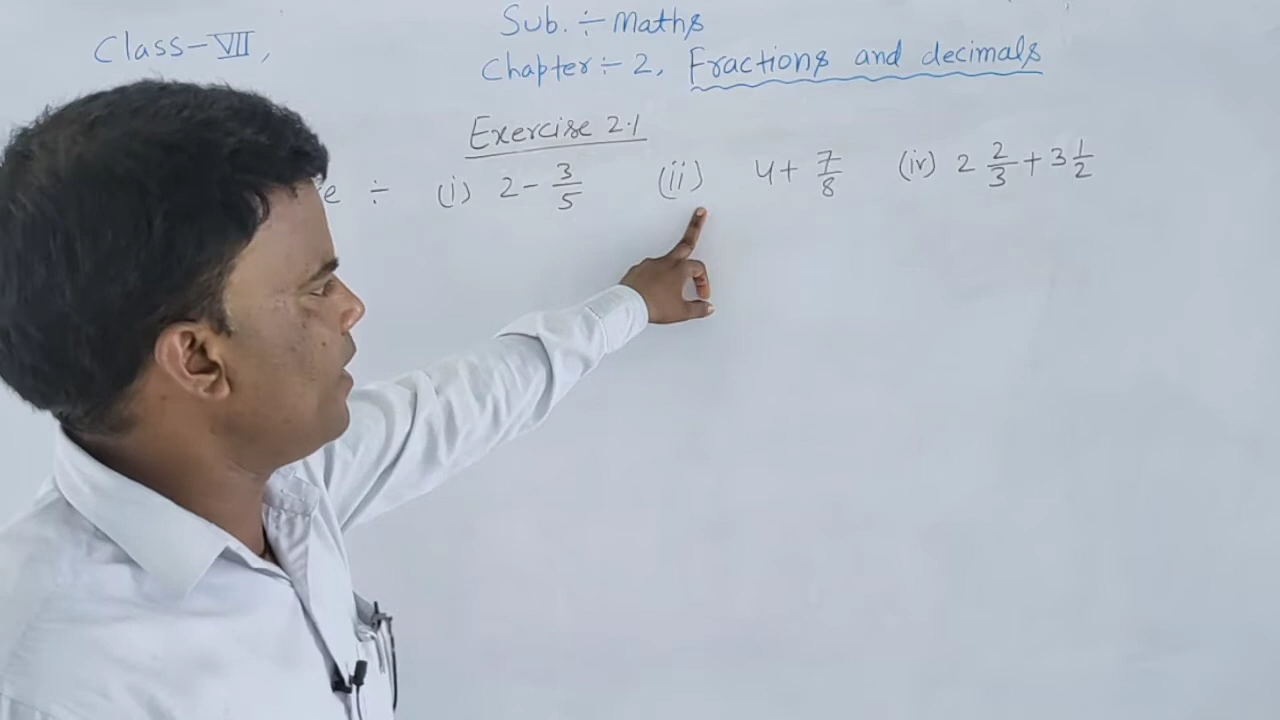 Class-VII,
Sub. ÷ Maths
Chapter ÷ 2, Fractions and decimals
Exercise 2.1
÷ (i) 2 - 3/5 (ii) 4 + 7/8 (iv) 2 2/3 + 3 1/2